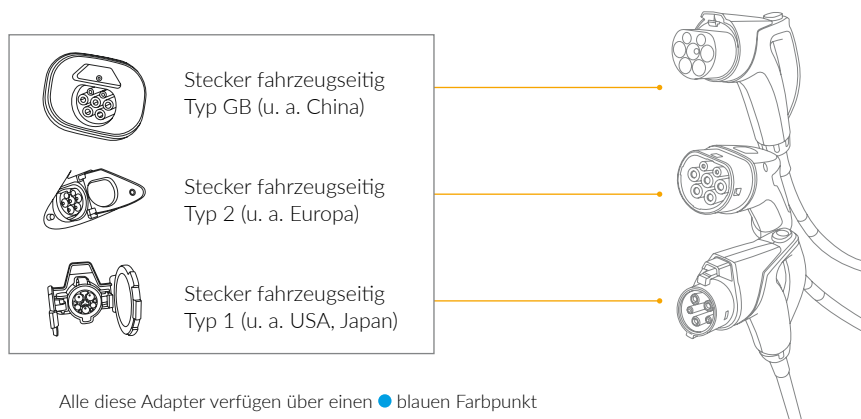 Stecker fahrzeugseitig
Typ GB (u. a. China)
Stecker fahrzeugseitig
Typ 2 (u. a. Europa)
Stecker fahrzeugseitig
Typ 1 (u. a. USA, Japan)
Alle diese Adapter verfügen über einen ● blauen Farbpunkt